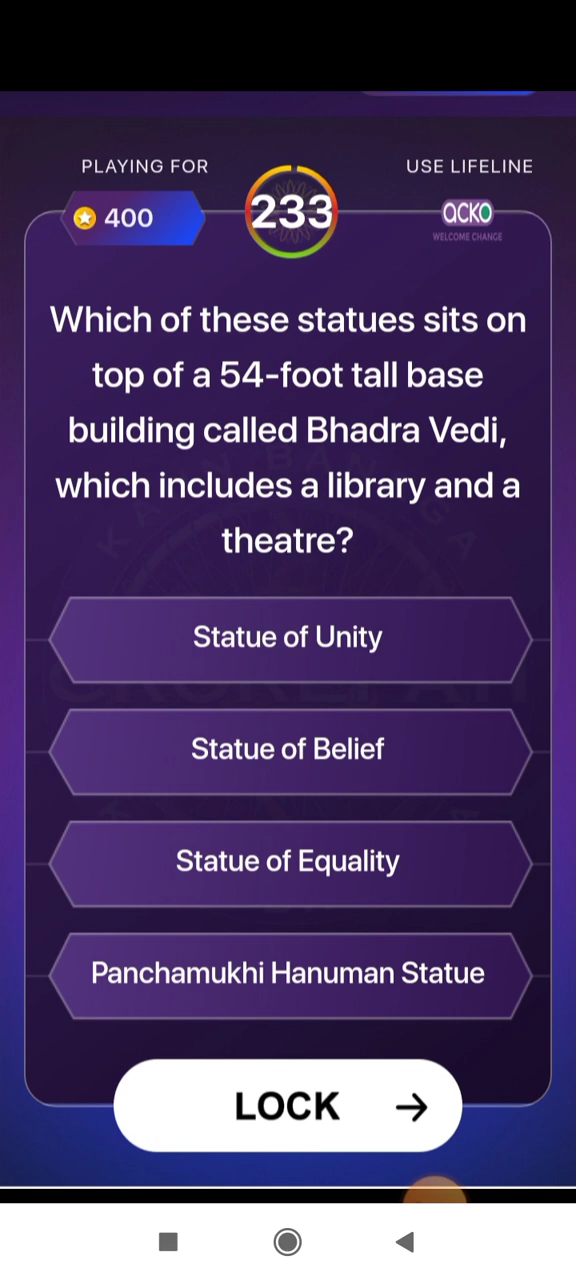 PLAYING FOR
USE LIFELINE
400
233
acko
WELCOME CHANGE
Which of these statues sits on
top of a 54-foot tall base
building called Bhadra Vedi,
which includes a library and a
theatre?
Statue of Unity
Statue of Belief
Statue of Equality
Panchamukhi Hanuman Statue
LOCK